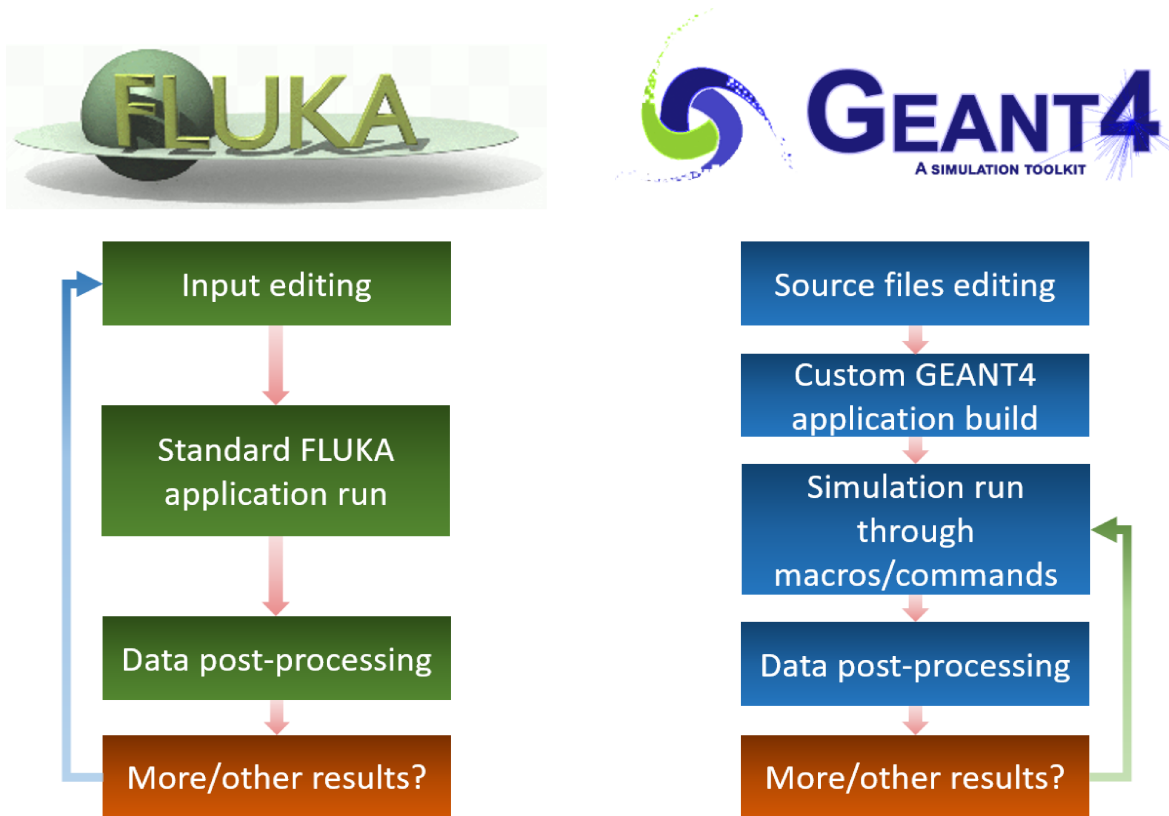 FLUKA
GEANT4
A SIMULATION TOOLKIT
Input editing
Standard FLUKA
application run
Data post-processing
More/other results?
Source files editing
Custom GEANT4
application build
Simulation run
through
macros/commands
Data post-processing
More/other results?